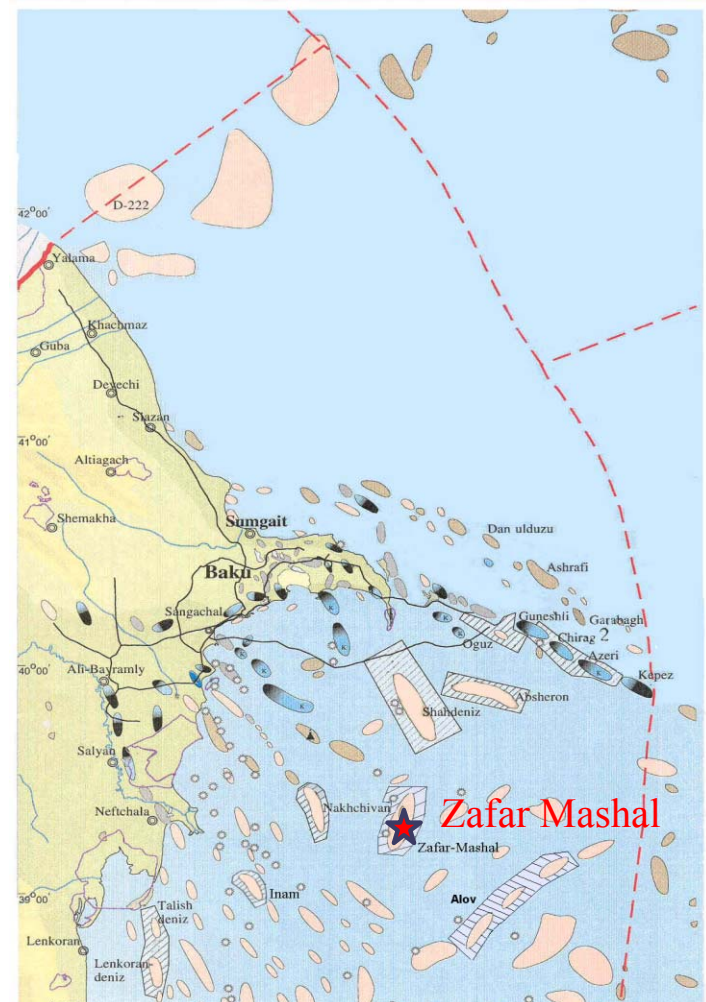 42°00'
D-222
Yalama
Khachmaz
Guba
Devechi
Siazan
41°00'
Altiagach
Shemakha
Sumgait
Dan ulduzu
Ashrafi
Baku
Sangachal
Guneshli
Garabagh
Chirag 2
Oguz
Azeri
40°00'
Ali-Bayramly
Kepez
Absheron
Shahdeniz
Salyan
Nakhchivan
Zafar Mashal
Neftchala
Zafar-Mashal
39°00'
Inam
Alov
Talish
deniz
Lenkoran
Lenkoran-
deniz
K
K
K
K
K
K